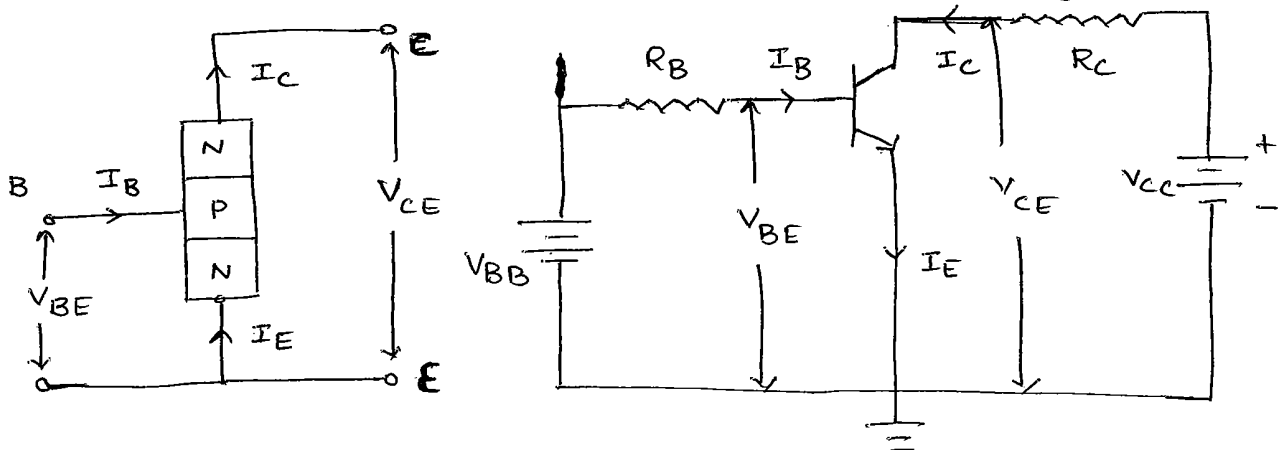 E
I_C
N
B I_B P V_CE
N
V_BE
I_E
E
R_B I_B I_C R_C
V_BE V_CE V_CC + -
V_BB
I_E